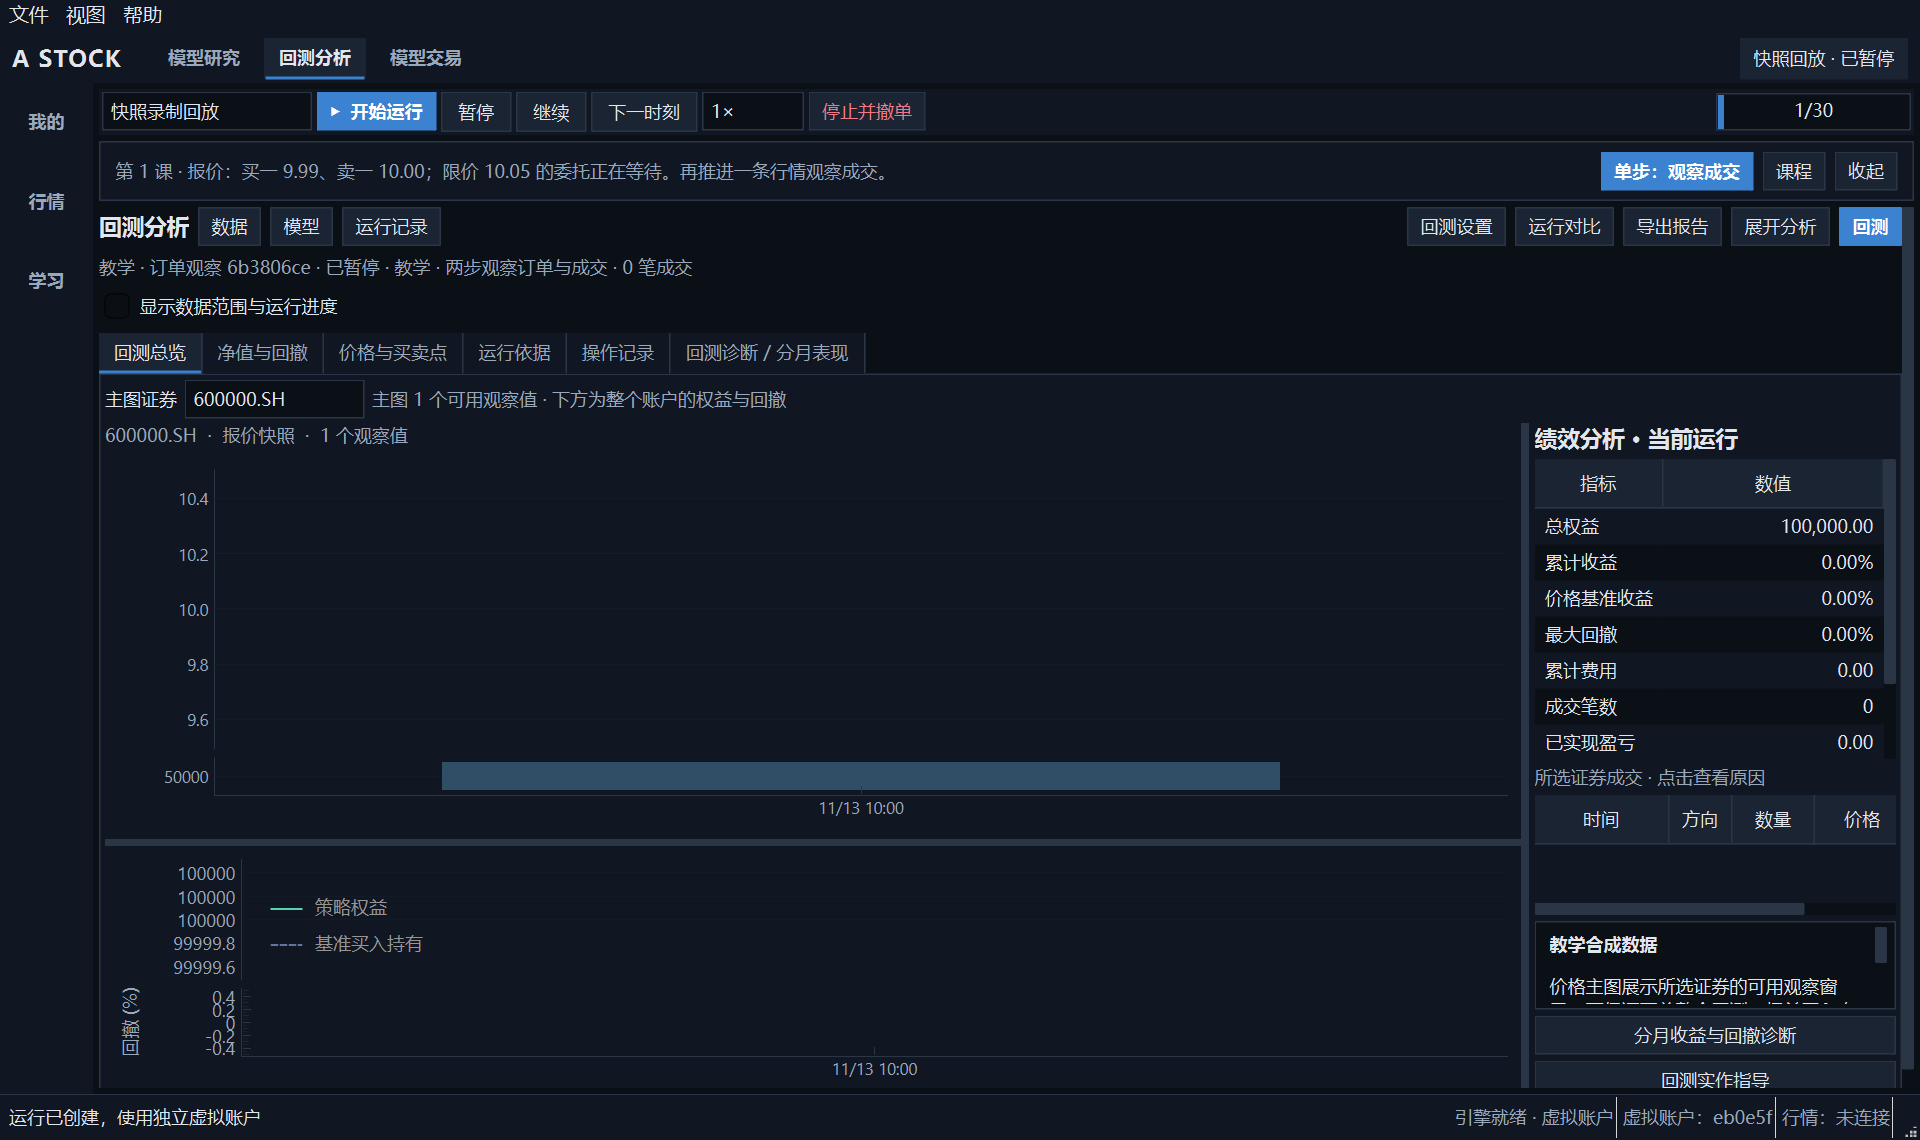 文件 视图 帮助
A STOCK 模型研究 回测分析 模型交易 快照回放 · 已暂停
我的
行情
学习
快照录制回放 开始运行 暂停 继续 下一时刻 1× 停止并撤单 1/30
第 1 课 · 报价：买一 9.99、卖一 10.00；限价 10.05 的委托正在等待。再推进一条行情观察成交。 单步：观察成交 课程 收起
回测分析 数据 模型 运行记录 回测设置 运行对比 导出报告 展开分析 回测
教学 · 订单观察 6b3806ce · 已暂停 · 教学 · 两步观察订单与成交 · 0 笔成交
显示数据范围与运行进度
回测总览 净值与回撤 价格与买卖点 运行依据 操作记录 回测诊断 / 分月表现
主图证券 600000.SH 主图 1 个可用观察值 · 下方为整个账户的权益与回撤
600000.SH · 报价快照 · 1 个观察值
10.4
10.2
10.0
9.8
9.6
50000
11/13 10:00
100000
100000
100000
99999.8
99999.6
策略权益
基准买入持有
回撤 (%)
0.4
0.2
0
-0.2
-0.4
11/13 10:00
绩效分析 · 当前运行
指标 数值
总权益 100,000.00
累计收益 0.00%
价格基准收益 0.00%
最大回撤 0.00%
累计费用 0.00
成交笔数 0
已实现盈亏 0.00
所选证券成交 · 点击查看原因
时间 方向 数量 价格
教学合成数据
价格主图展示所选证券的可用观察窗
分月收益与回撤诊断
回测实作指导
运行已创建，使用独立虚拟账户 引擎就绪 · 虚拟账户 虚拟账户：eb0e5f 行情：未连接